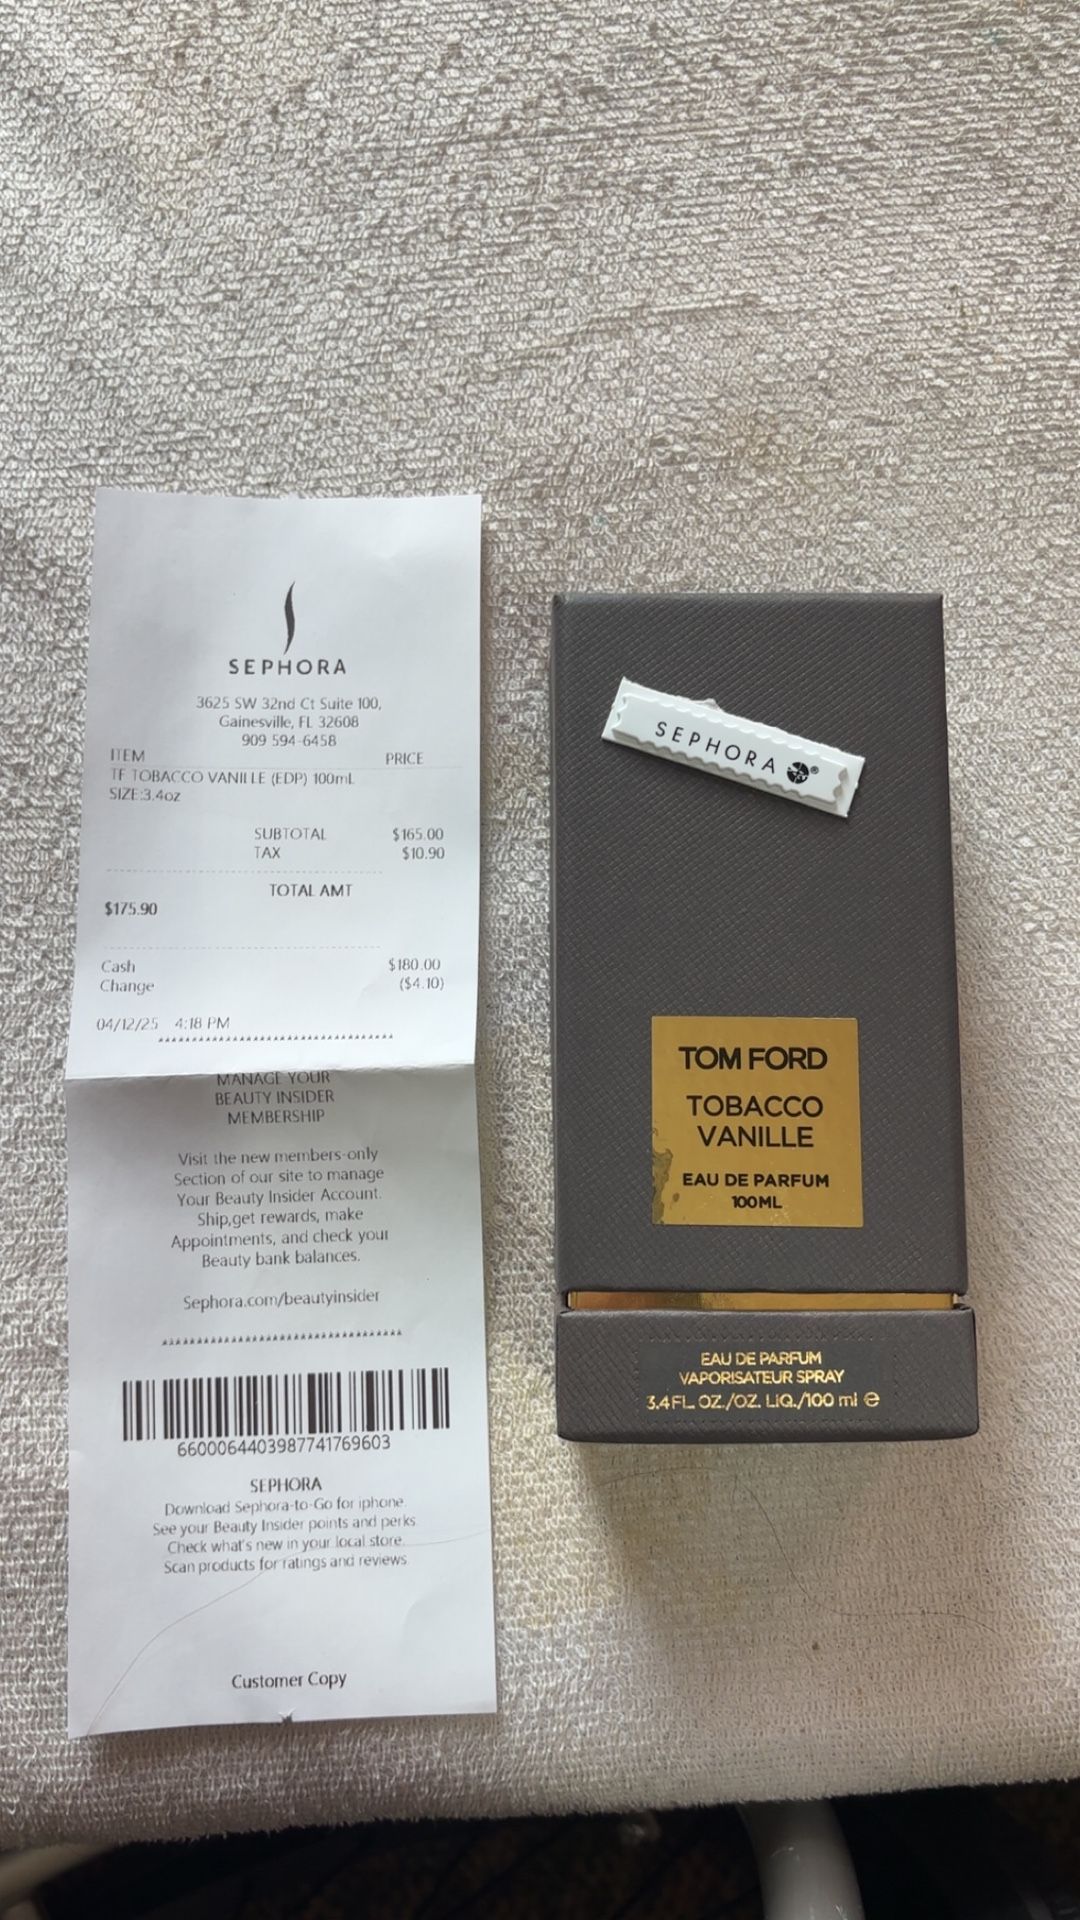 SEPHORA
3625 SW 32nd Ct Suite 100,
Gainesville, FL 32608
909 594-6458
ITEM PRICE
TF TOBACCO VANILLE (EDP) 100mL
SIZE:3.4oz
SUBTOTAL $165.00
TAX $10.90
TOTAL AMT
$175.90
Cash $180.00
Change ($4.10)
04/12/25 4:18 PM
MANAGE YOUR
BEAUTY INSIDER
MEMBERSHIP
Visit the new members-only
Section of our site to manage
Your Beauty Insider Account.
Ship,get rewards, make
Appointments, and check your
Beauty bank balances.
Sephora.com/beautyinsider
6600064403987741769603
SEPHORA
Download Sephora-to-Go for iphone.
See your Beauty Insider points and perks.
Check what's new in your local store.
Scan products for ratings and reviews.
Customer Copy
SEPHORA ®
TOM FORD
TOBACCO
VANILLE
EAU DE PARFUM
100ML
EAU DE PARFUM
VAPORISATEUR SPRAY
3.4 FL. OZ./OZ. LIQ./100 ml ℮